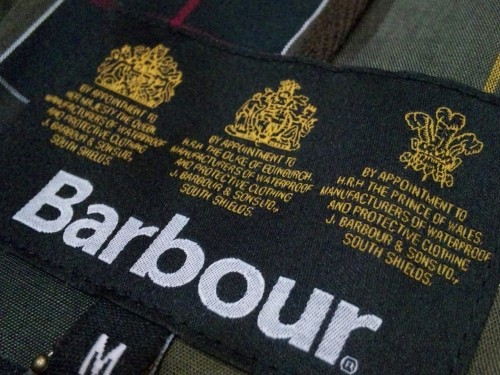 BY APPOINTMENT TO
H.M. THE QUEEN.
MANUFACTURERS OF WATERPROOF
AND PROTECTIVE CLOTHING
J. BARBOUR & SONS LTD.,
SOUTH SHIELDS.
BY APPOINTMENT TO
H.R.H. THE DUKE OF EDINBURGH.
MANUFACTURERS OF WATERPROOF
AND PROTECTIVE CLOTHING
J. BARBOUR & SONS LTD.,
SOUTH SHIELDS.
BY APPOINTMENT TO
H.R.H. THE PRINCE OF WALES.
MANUFACTURERS OF WATERPROOF
AND PROTECTIVE CLOTHING
J. BARBOUR & SONS LTD.,
SOUTH SHIELDS.
Barbour®
M